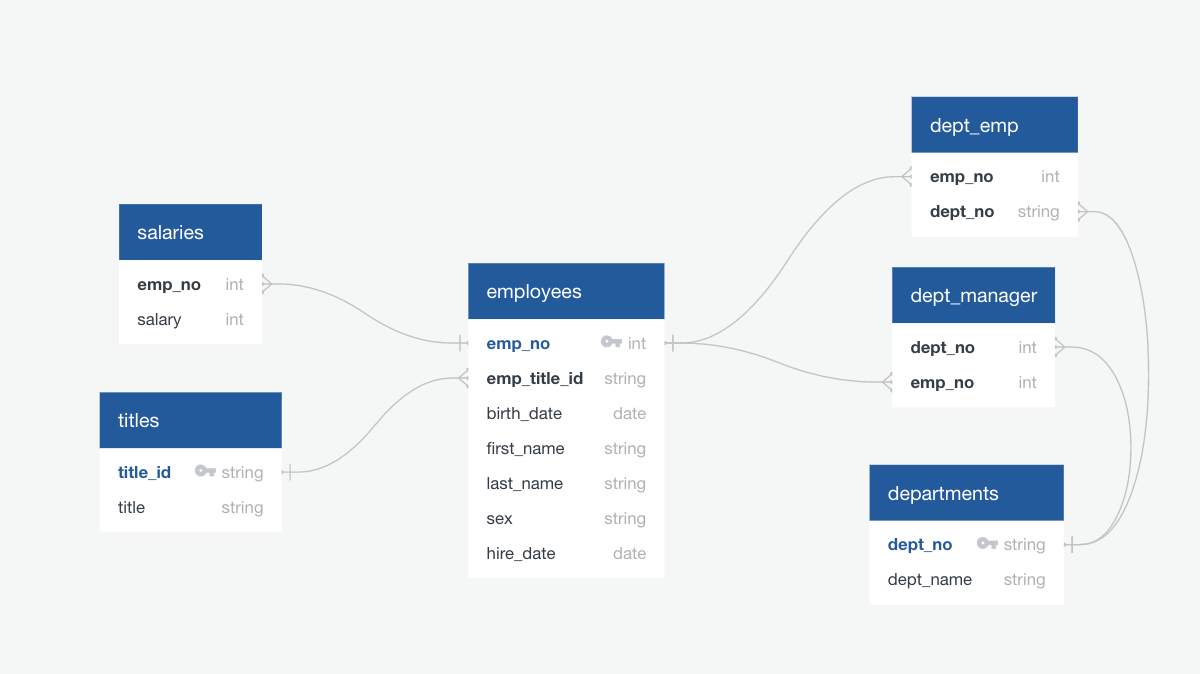 salaries
emp_no int
salary int
titles
title_id string
title string
employees
emp_no int
emp_title_id string
birth_date date
first_name string
last_name string
sex string
hire_date date
dept_emp
emp_no int
dept_no string
dept_manager
dept_no int
emp_no int
departments
dept_no string
dept_name string